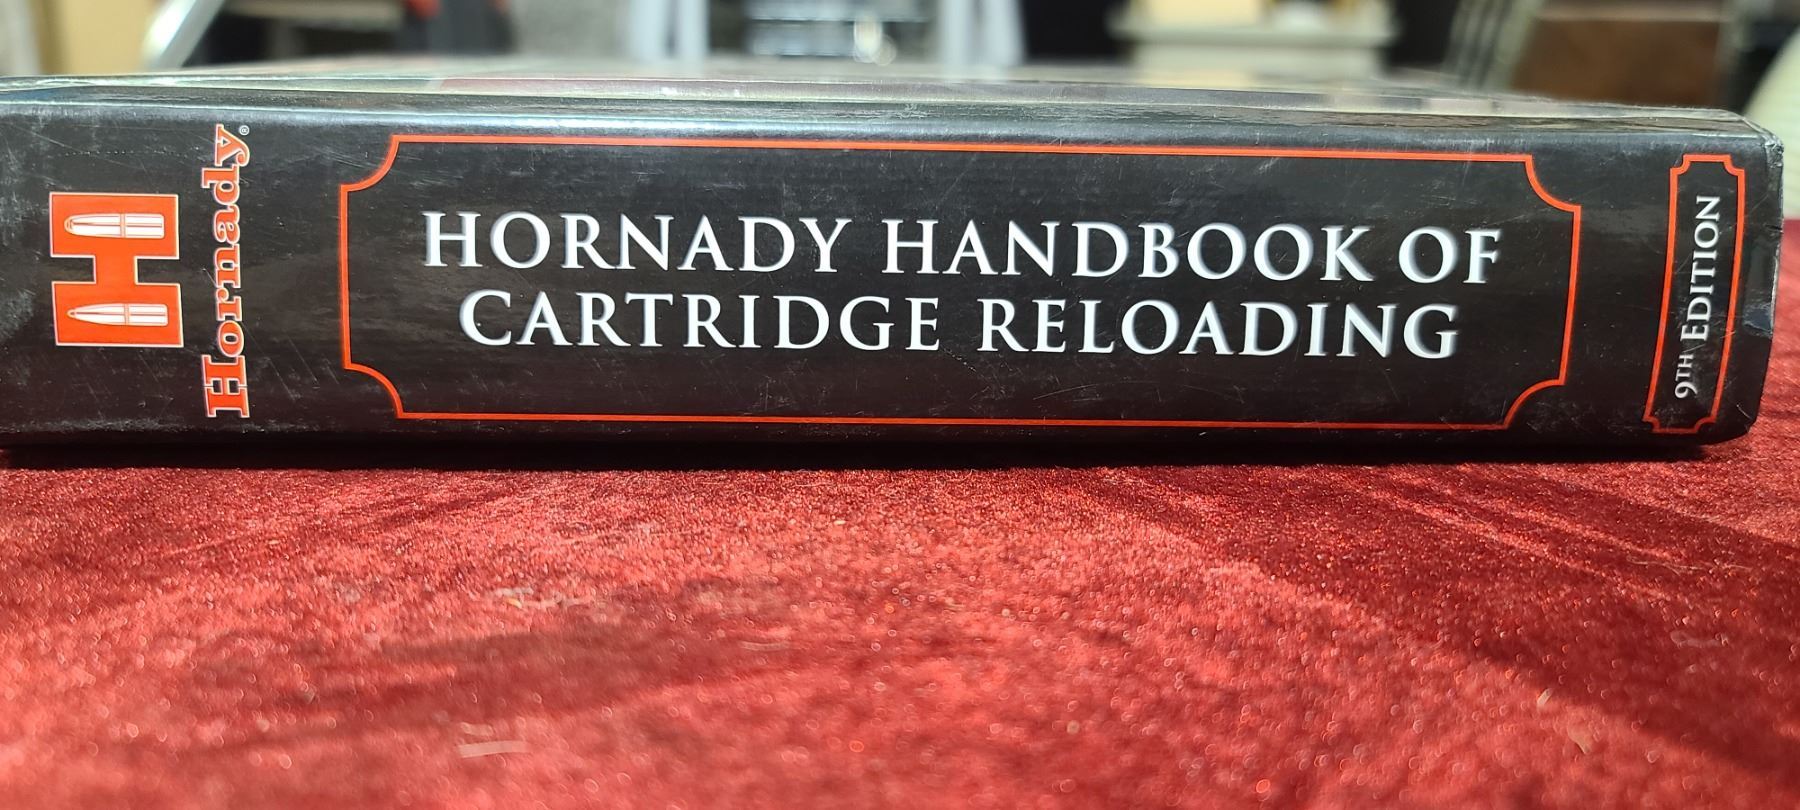 Hornady®
HORNADY HANDBOOK OF
CARTRIDGE RELOADING
9TH EDITION